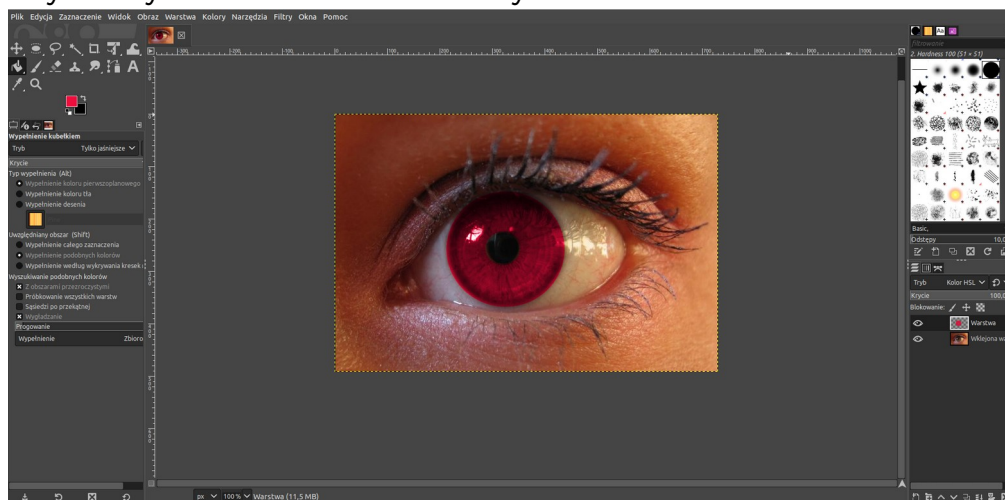 Plik Edycja Zaznaczenie Widok Obraz Warstwa Kolory Narzędzia Filtry Okna Pomoc
filtrowanie
2. Hardness 100 (51 × 51)
Wypełnienie kubełkiem
Tryb Tylko jaśniejsze
Krycie
Typ wypełnienia (Alt)
Wypełnienie koloru pierwszoplanowego
Wypełnienie koloru tła
Wypełnienie desenia
Uwzględniany obszar (Shift)
Wypełnienie całego zaznaczenia
Wypełnienie podobnych kolorów
Wypełnienie według wykrywania kresek
Wyszukiwanie podobnych kolorów
Z obszarami przezroczystymi
Próbkowanie wszystkich warstw
Sąsiedzi po przekątnej
Wygładzanie
Progowanie
Wypełnienie Zbioro
Basic,
Odstępy 10,0
Tryb Kolor HSL
Krycie 100,0
Blokowanie:
Warstwa
Wklejona wa
px 100% Warstwa (11,5 MB)